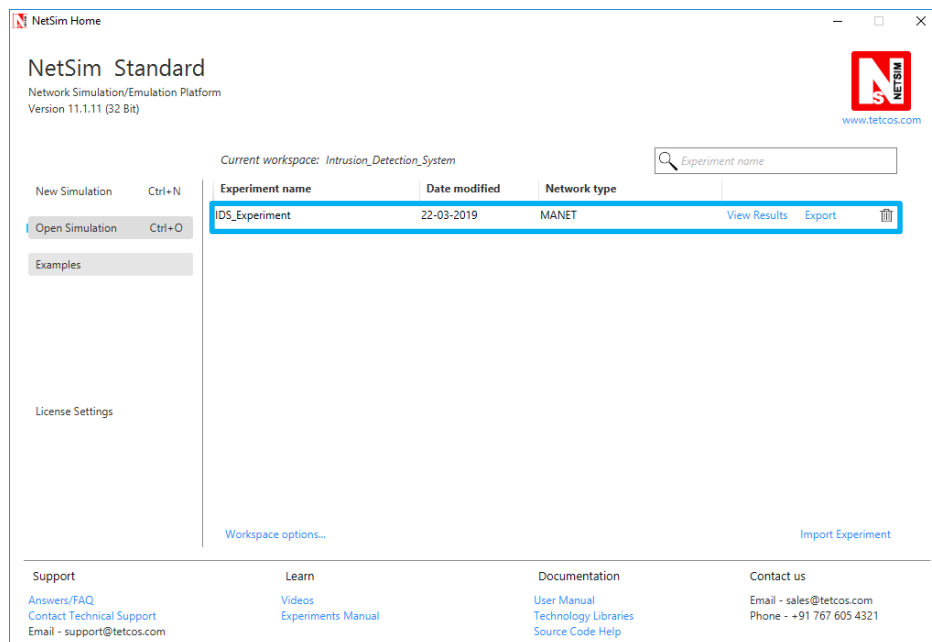 NetSim Home
NetSim Standard
Network Simulation/Emulation Platform
Version 11.1.11 (32 Bit)
NS NETSIM
www.tetcos.com
Current workspace: Intrusion_Detection_System
Experiment name
New Simulation Ctrl+N
Open Simulation Ctrl+O
Examples
License Settings
Experiment name Date modified Network type
IDS_Experiment 22-03-2019 MANET View Results Export
Workspace options...
Import Experiment
Support
Answers/FAQ
Contact Technical Support
Email - support@tetcos.com
Learn
Videos
Experiments Manual
Documentation
User Manual
Technology Libraries
Source Code Help
Contact us
Email - sales@tetcos.com
Phone - +91 767 605 4321